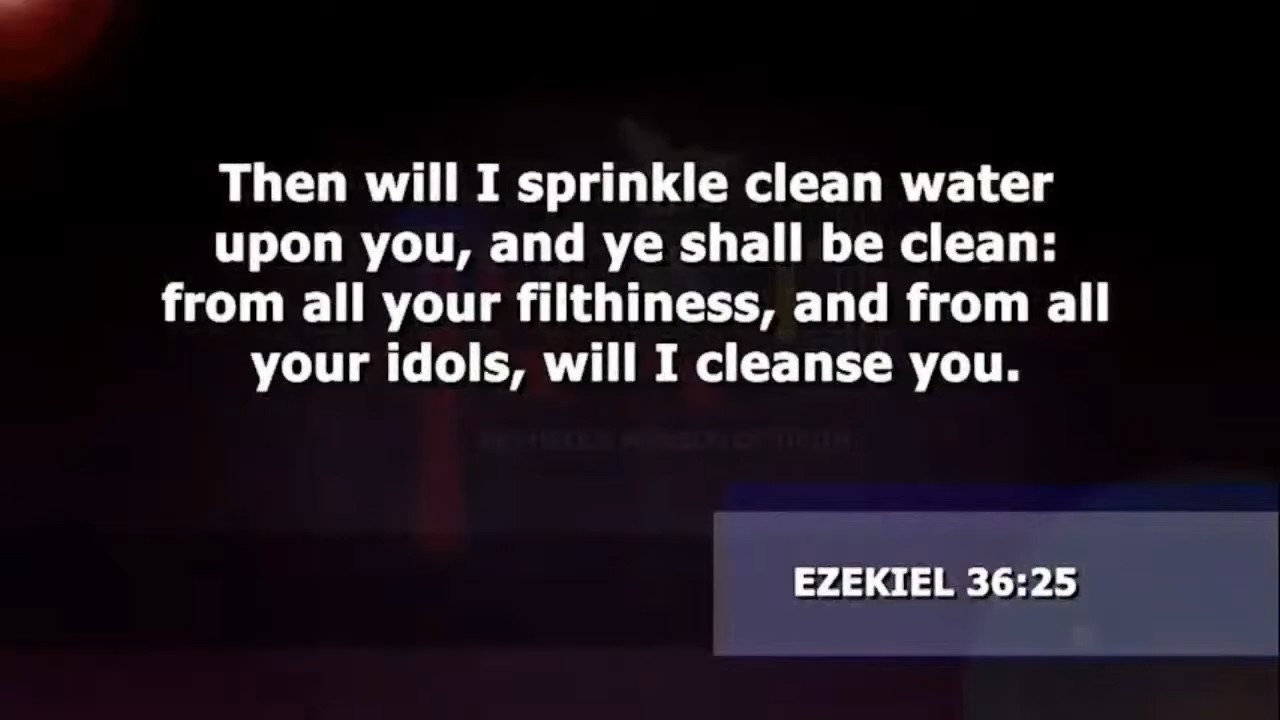 Then will I sprinkle clean water
upon you, and ye shall be clean:
from all your filthiness, and from all
your idols, will I cleanse you.
EZEKIEL 36:25